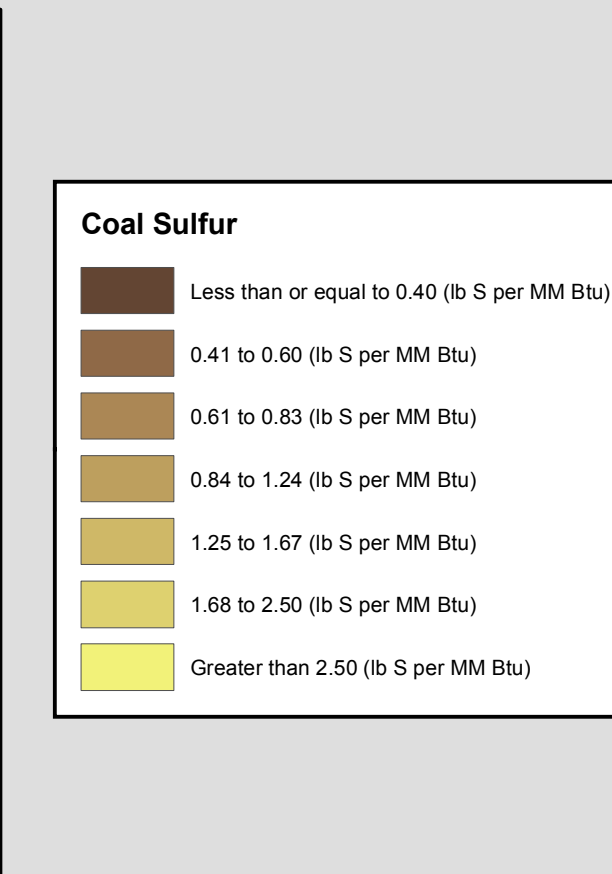 Coal Sulfur
Less than or equal to 0.40 (lb S per MM Btu)
0.41 to 0.60 (lb S per MM Btu)
0.61 to 0.83 (lb S per MM Btu)
0.84 to 1.24 (lb S per MM Btu)
1.25 to 1.67 (lb S per MM Btu)
1.68 to 2.50 (lb S per MM Btu)
Greater than 2.50 (lb S per MM Btu)